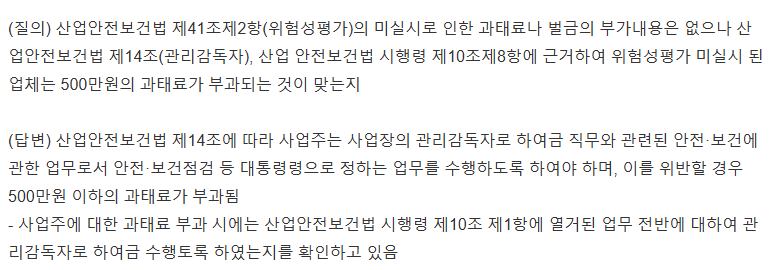 (질의) 산업안전보건법 제41조제2항(위험성평가)의 미실시로 인한 과태료나 벌금의 부가내용은 없으나 산
업안전보건법 제14조(관리감독자), 산업 안전보건법 시행령 제10조제8항에 근거하여 위험성평가 미실시 된
업체는 500만원의 과태료가 부과되는 것이 맞는지
(답변) 산업안전보건법 제14조에 따라 사업주는 사업장의 관리감독자로 하여금 직무와 관련된 안전·보건에
관한 업무로서 안전·보건점검 등 대통령령으로 정하는 업무를 수행하도록 하여야 하며, 이를 위반할 경우
500만원 이하의 과태료가 부과됨
- 사업주에 대한 과태료 부과 시에는 산업안전보건법 시행령 제10조 제1항에 열거된 업무 전반에 대하여 관
리감독자로 하여금 수행토록 하였는지를 확인하고 있음